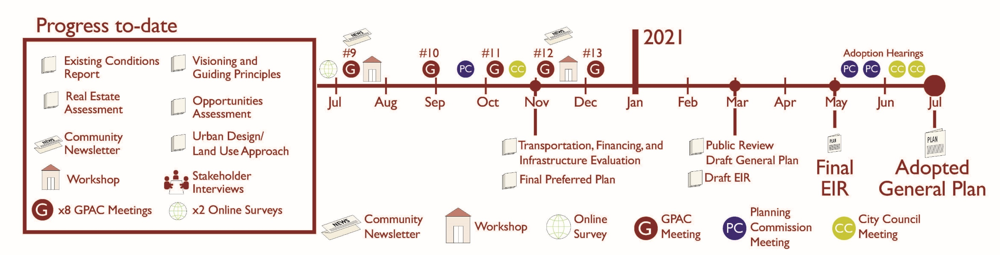 Progress to-date
Existing Conditions
Report
Real Estate
Assessment
NEWS
Community
Newsletter
Workshop
G
x8 GPAC Meetings
Visioning and
Guiding Principles
Opportunities
Assessment
Urban Design/
Land Use Approach
Stakeholder
Interviews
x2 Online Surveys
NEWS
NEWS
2021
#9
#10
#11
#12
#13
Adoption Hearings
G
G
PC
G
CC
G
G
PC
PC
CC
CC
Jul
Aug
Sep
Oct
Nov
Dec
Jan
Feb
Mar
Apr
May
Jun
Jul
Transportation, Financing, and
Infrastructure Evaluation
Final Preferred Plan
Public Review
Draft General Plan
Draft EIR
PLAN
Final
EIR
PLAN
Adopted
General Plan
NEWS
Community
Newsletter
Workshop
Online
Survey
G
GPAC
Meeting
PC
Planning
Commission
Meeting
CC
City Council
Meeting